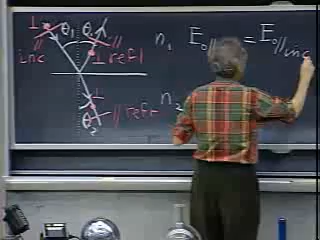 ⊥ θ₁ θ₁ ⊥
// //
inc ⊥ refl
n₁ E₀// = E₀//inc
⊥
θ₂ // refr
n₂